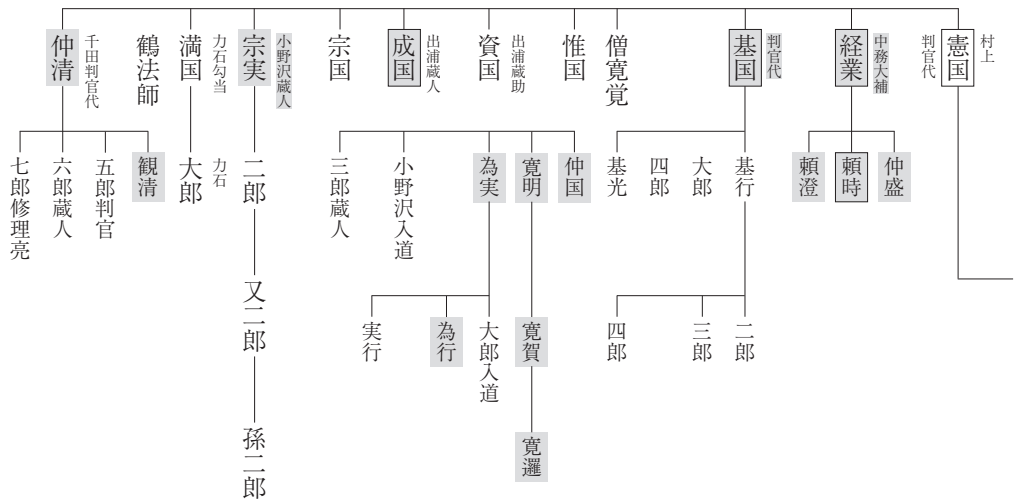 村上
判官代
憲国
中務大補
経業
判官代
基国
僧寛覚
惟国
出浦蔵助
資国
出浦蔵人
成国
宗国
小野沢蔵人
宗実
力石勾当
満国
鶴法師
千田判官代
仲清
仲盛
頼時
頼澄
基行
大郎
四郎
基光
仲国
寛明
為実
小野沢入道
三郎蔵人
二郎
力石
大郎
観清
五郎判官
六郎蔵人
七郎修理亮
二郎
三郎
四郎
寛賀
大郎入道
為行
実行
又二郎
寛邏
孫二郎